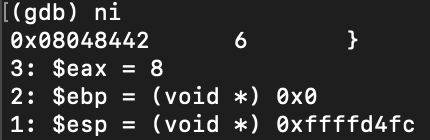 (gdb) ni
0x08048442 6 }
3: $eax = 8
2: $ebp = (void *) 0x0
1: $esp = (void *) 0xffffd4fc